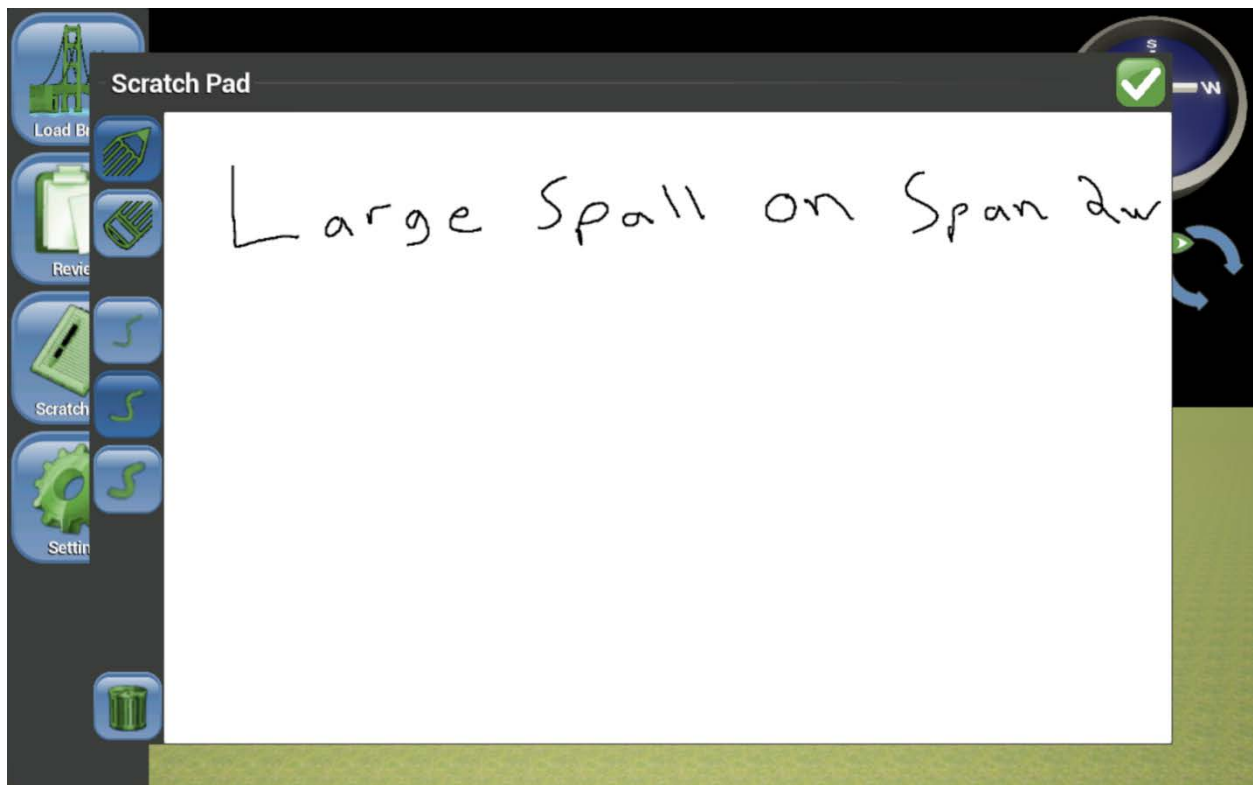 S
W
Scratch Pad
Load B
Large Spall on Span 2w
Revie
Scratch
Settin